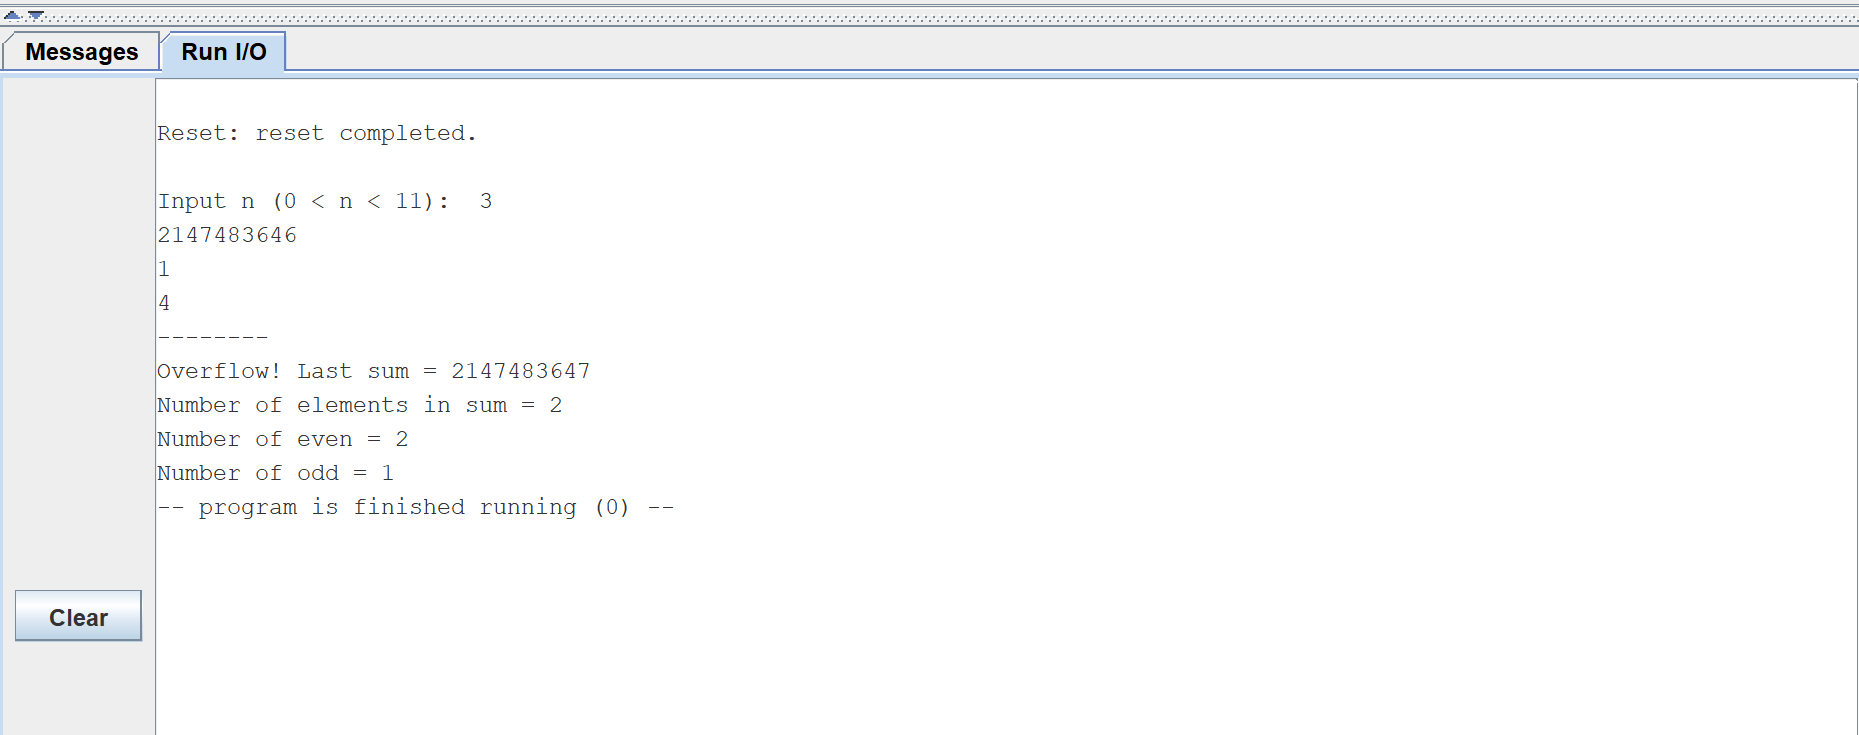 Messages Run I/O
Reset: reset completed.
Input n (0 < n < 11):  3
2147483646
1
4
--------
Overflow! Last sum = 2147483647
Number of elements in sum = 2
Number of even = 2
Number of odd = 1
-- program is finished running (0) --
Clear